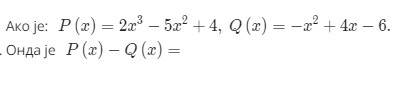 Ако је: P (x) = 2x³ − 5x² + 4, Q (x) = −x² + 4x − 6.
. Онда је P (x) − Q (x) =